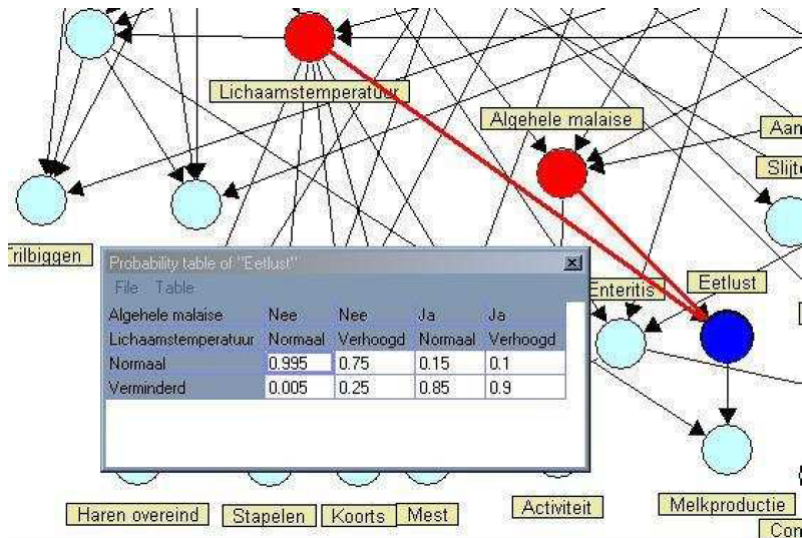 Lichaamstemperatuur
Algehele malaise
Aan
Slijt
Trilbiggen
Probability table of "Eetlust"
File Table
Algehele malaise Nee Nee Ja Ja
Lichaamstemperatuur Normaal Verhoogd Normaal Verhoogd
Normaal 0.995 0.75 0.15 0.1
Verminderd 0.005 0.25 0.85 0.9
Enteritis
Eetlust
Haren overeind
Stapelen
Koorts
Mest
Activiteit
Melkproductie
Con